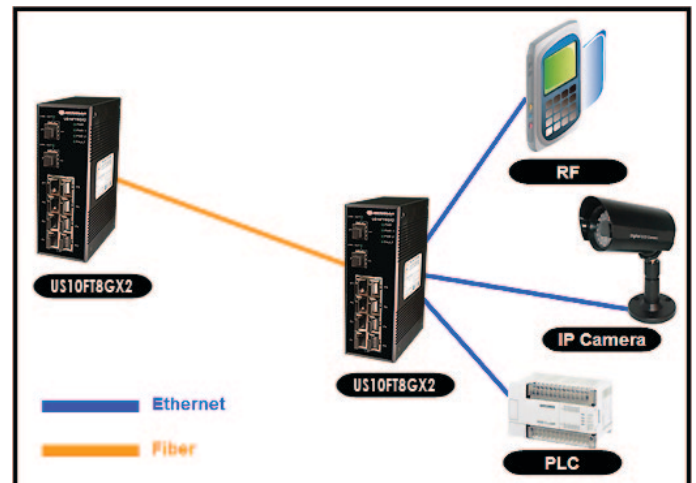 RF
US10FT8GX2
IP Camera
US10FT8GX2
Ethernet
Fiber
PLC